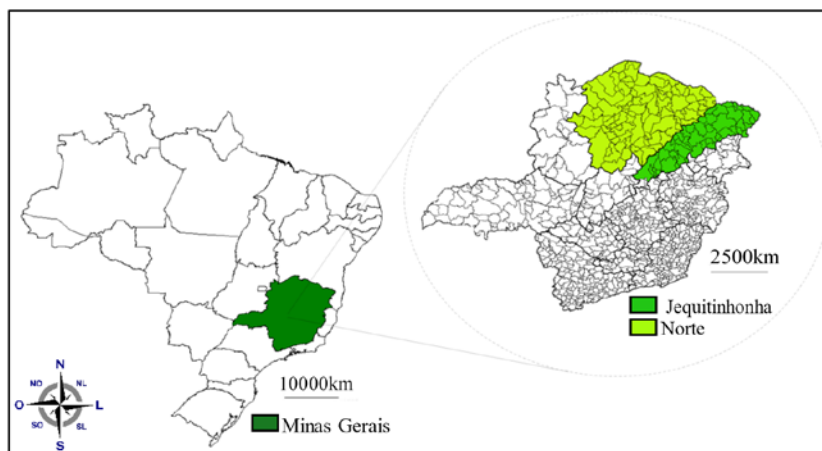 2500km
Jequitinhonha
Norte
10000km
Minas Gerais
N
NO
NL
O
L
SO
SL
S